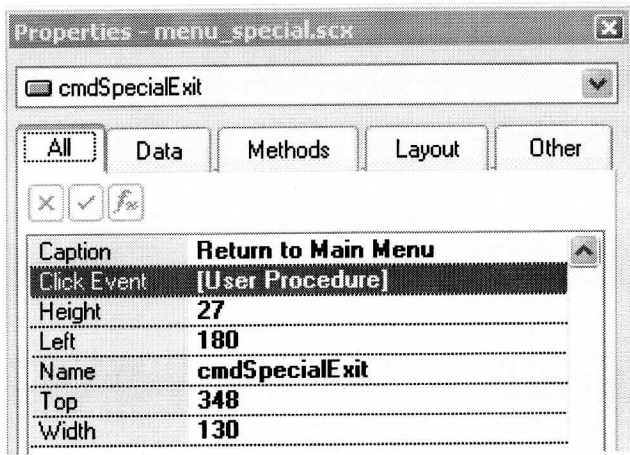 Properties - menu_special.scx
cmdSpecialExit
All Data Methods Layout Other
fx
Caption Return to Main Menu
Click Event [User Procedure]
Height 27
Left 180
Name cmdSpecialExit
Top 348
Width 130